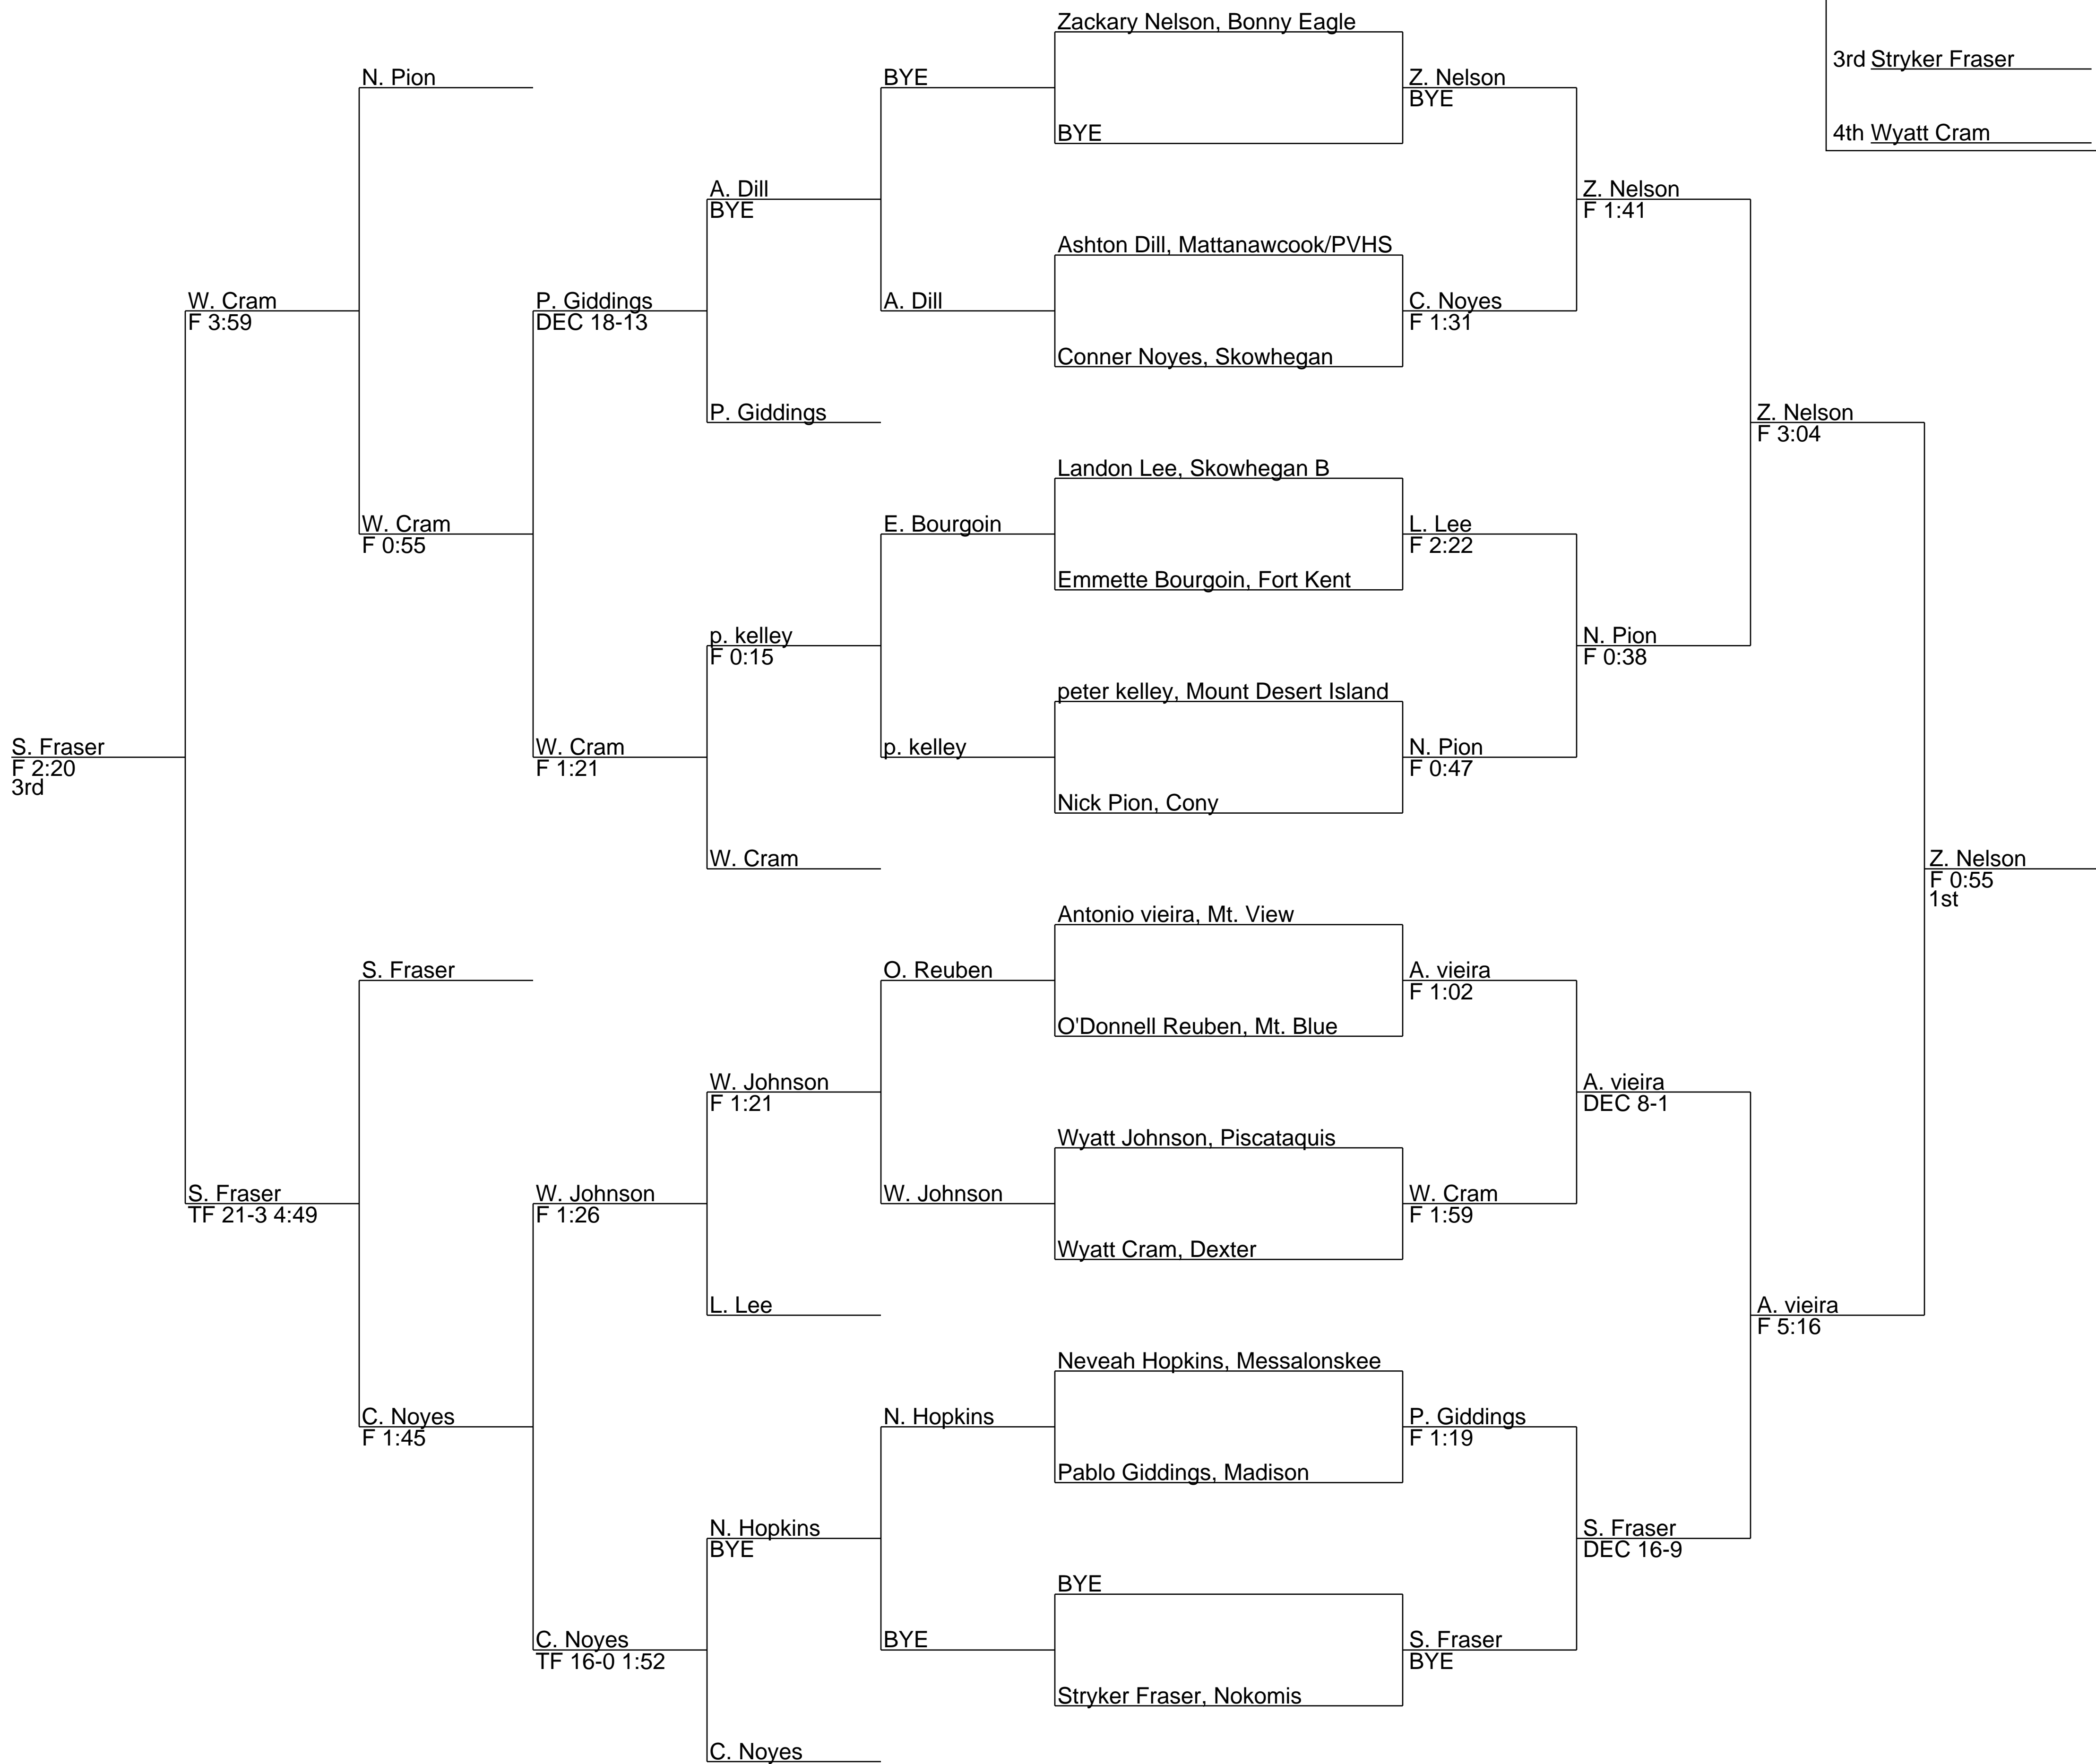 Zackary Nelson, Bonny Eagle
3rd Stryker Fraser
N. Pion
BYE
Z. Nelson
BYE
BYE
4th Wyatt Cram
A. Dill
BYE
Z. Nelson
F 1:41
Ashton Dill, Mattanawcook/PVHS
W. Cram
F 3:59
P. Giddings
DEC 18-13
A. Dill
C. Noyes
F 1:31
Conner Noyes, Skowhegan
P. Giddings
Z. Nelson
F 3:04
Landon Lee, Skowhegan B
W. Cram
F 0:55
E. Bourgoin
L. Lee
F 2:22
Emmette Bourgoin, Fort Kent
p. kelley
F 0:15
N. Pion
F 0:38
peter kelley, Mount Desert Island
S. Fraser
F 2:20
3rd
W. Cram
F 1:21
p. kelley
N. Pion
F 0:47
Nick Pion, Cony
W. Cram
Z. Nelson
F 0:55
1st
Antonio vieira, Mt. View
S. Fraser
O. Reuben
A. vieira
F 1:02
O'Donnell Reuben, Mt. Blue
W. Johnson
F 1:21
A. vieira
DEC 8-1
Wyatt Johnson, Piscataquis
S. Fraser
TF 21-3 4:49
W. Johnson
F 1:26
W. Johnson
W. Cram
F 1:59
Wyatt Cram, Dexter
L. Lee
A. vieira
F 5:16
Neveah Hopkins, Messalonskee
C. Noyes
F 1:45
N. Hopkins
P. Giddings
F 1:19
Pablo Giddings, Madison
N. Hopkins
BYE
S. Fraser
DEC 16-9
BYE
C. Noyes
TF 16-0 1:52
BYE
S. Fraser
BYE
Stryker Fraser, Nokomis
C. Noyes